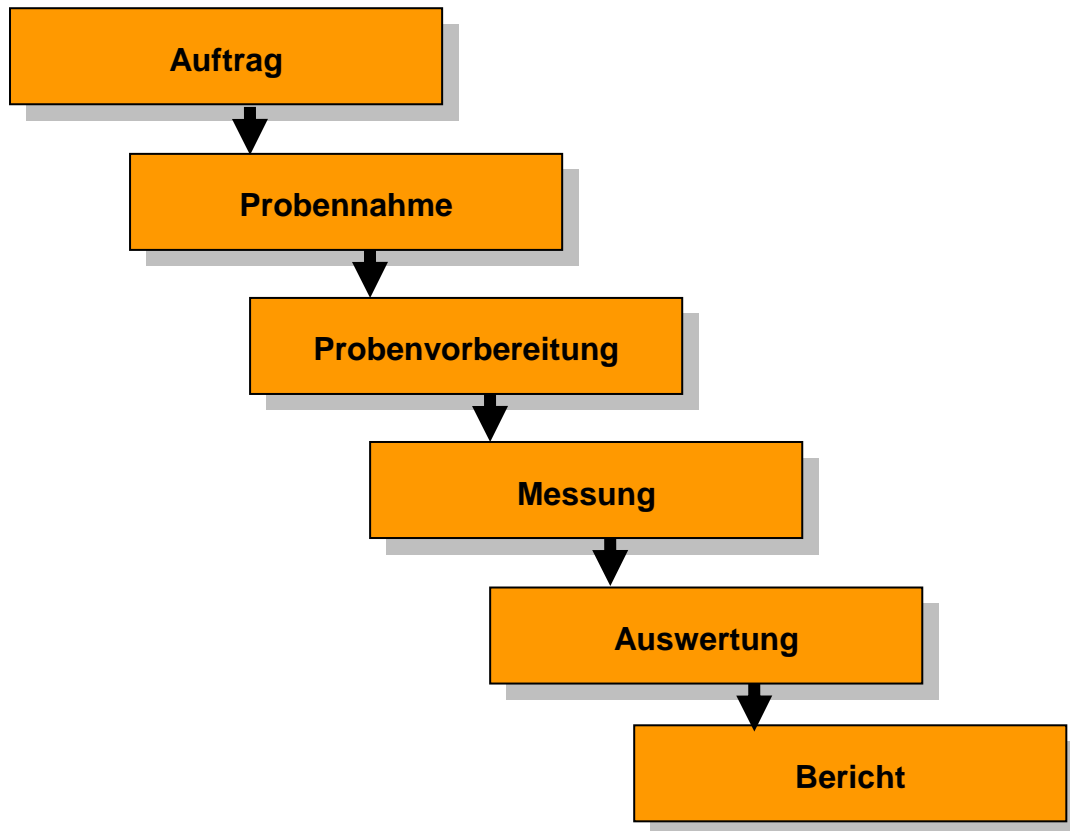 Auftrag
Probennahme
Probenvorbereitung
Messung
Auswertung
Bericht